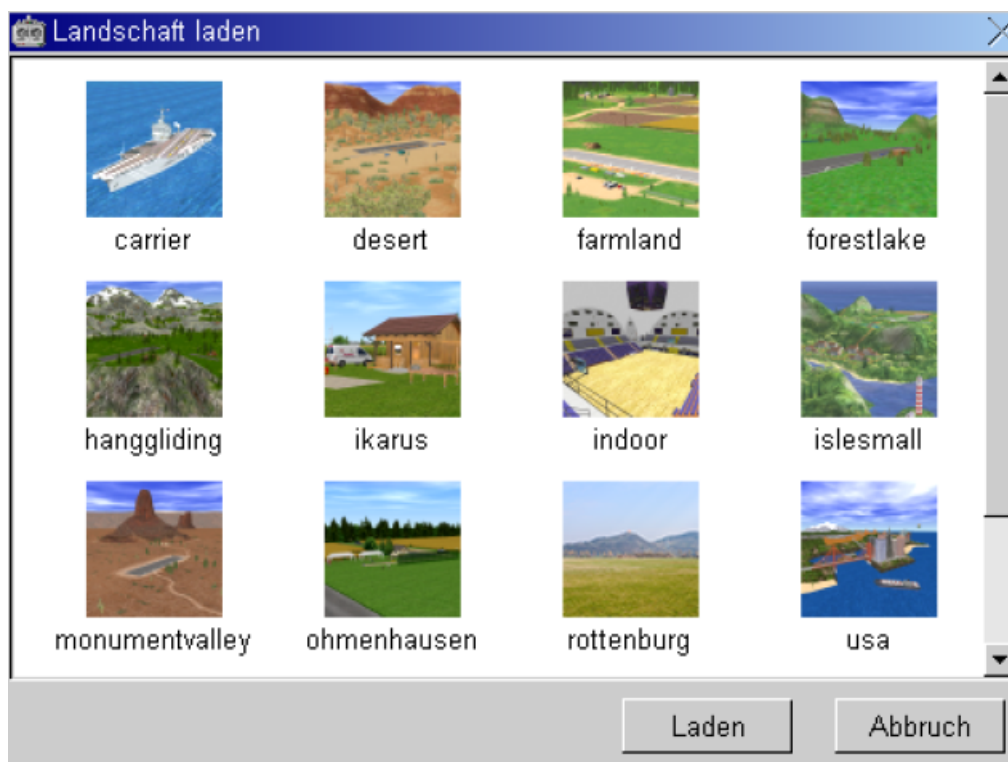 Landschaft laden
carrier desert farmland forestlake
hanggliding ikarus indoor islesmall
monumentvalley ohmenhausen rottenburg usa
Laden Abbruch